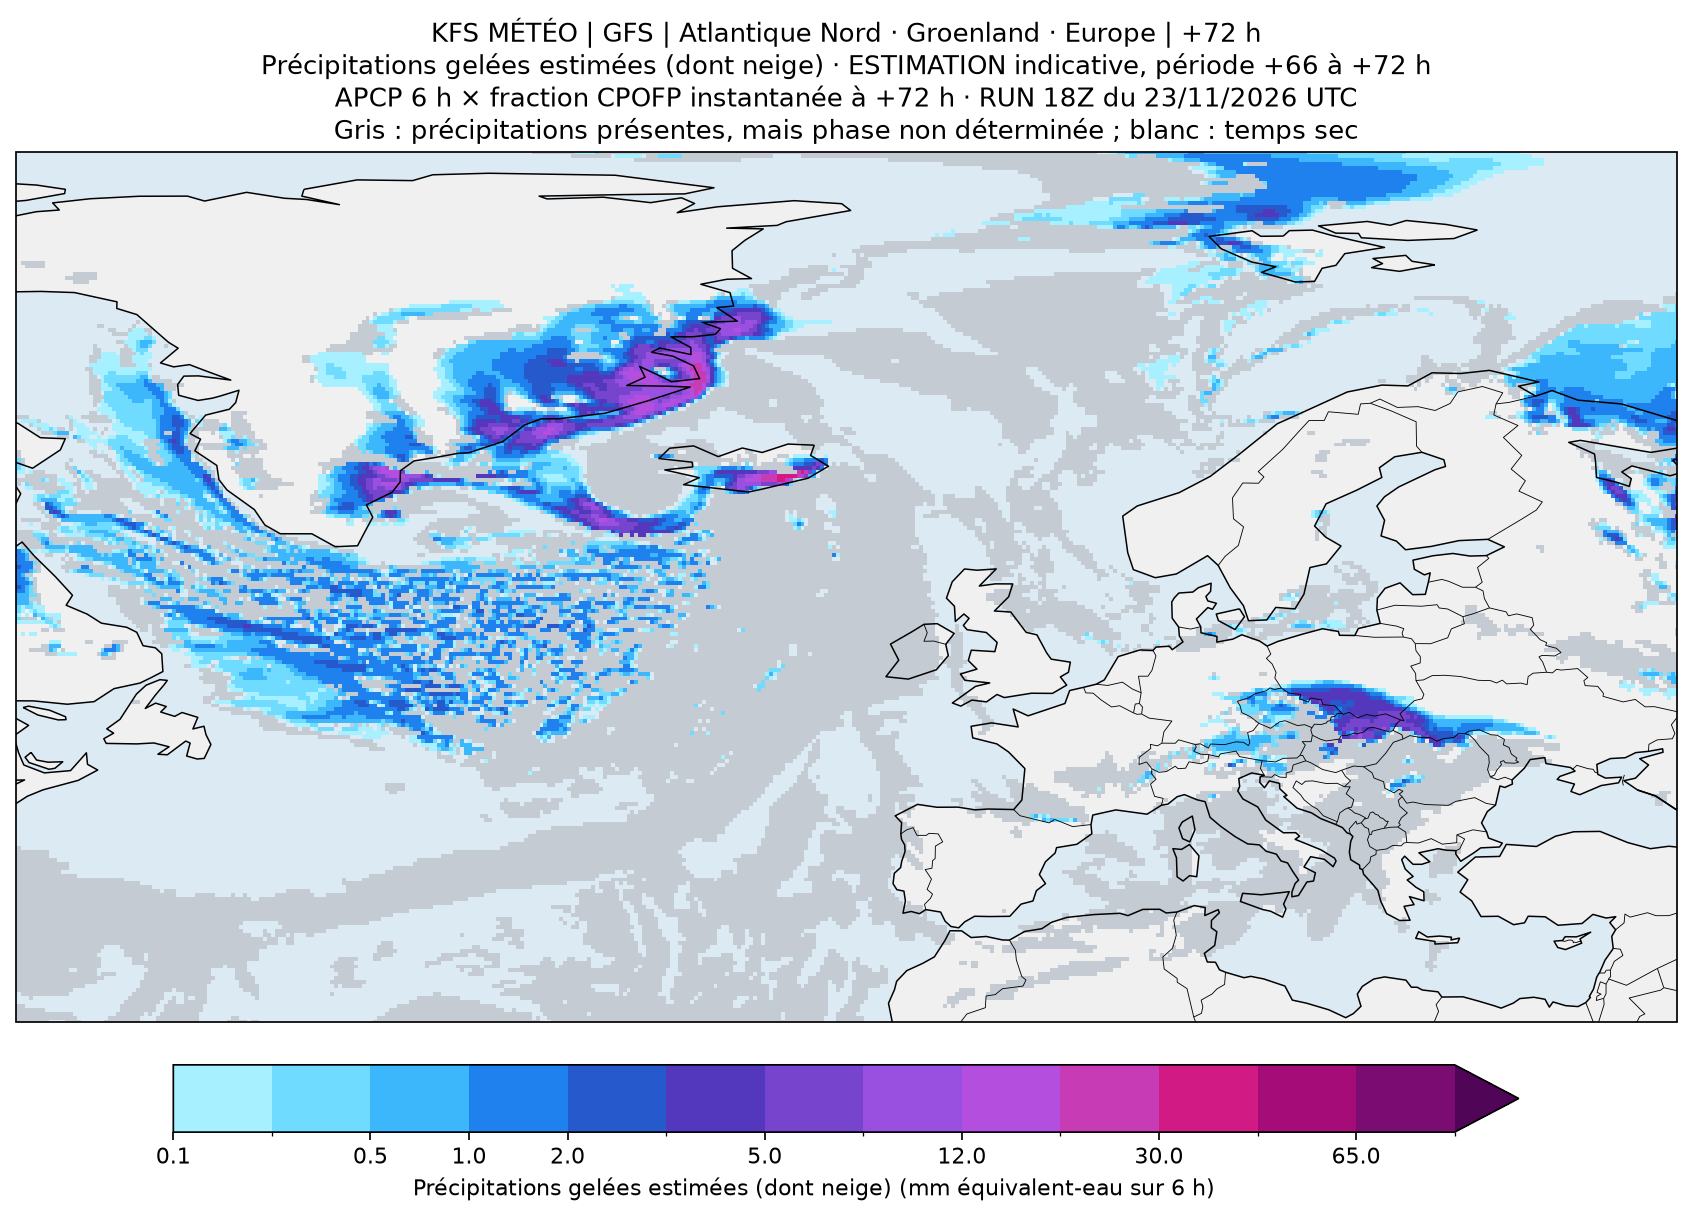 KFS MÉTÉO | GFS | Atlantique Nord · Groenland · Europe | +72 h
Précipitations gelées estimées (dont neige) · ESTIMATION indicative, période +66 à +72 h
APCP 6 h × fraction CPOFP instantanée à +72 h · RUN 18Z du 23/11/2026 UTC
Gris : précipitations présentes, mais phase non déterminée ; blanc : temps sec
0.1 0.5 1.0 2.0 5.0 12.0 30.0 65.0
Précipitations gelées estimées (dont neige) (mm équivalent-eau sur 6 h)